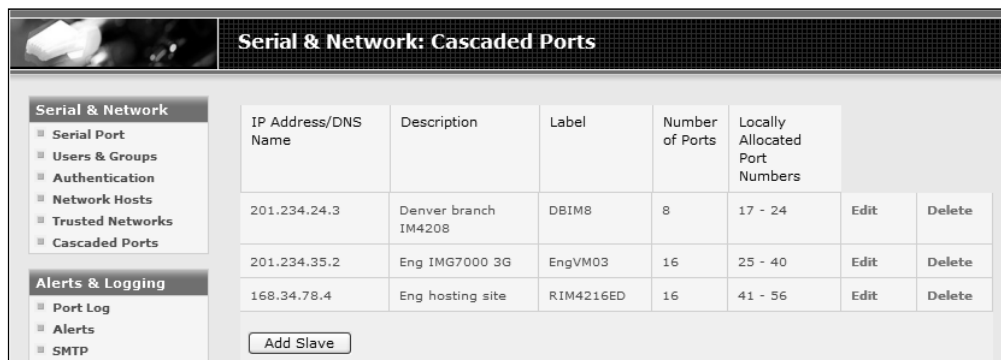 Serial & Network: Cascaded Ports
Serial & Network
Serial Port
Users & Groups
Authentication
Network Hosts
Trusted Networks
Cascaded Ports
Alerts & Logging
Port Log
Alerts
SMTP
IP Address/DNS Name Description Label Number of Ports Locally Allocated Port Numbers
201.234.24.3 Denver branch IM4208 DBIM8 8 17 - 24 Edit Delete
201.234.35.2 Eng IMG7000 3G EngVM03 16 25 - 40 Edit Delete
168.34.78.4 Eng hosting site RIM4216ED 16 41 - 56 Edit Delete
Add Slave